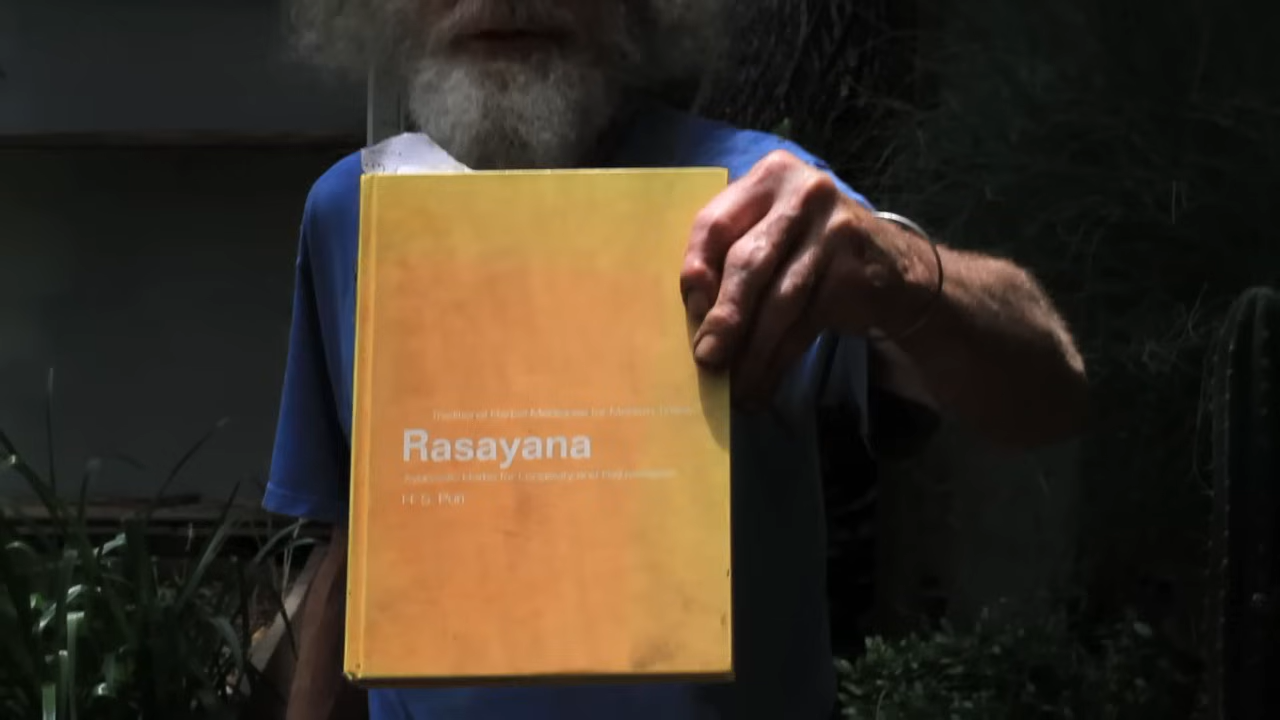 Traditional Herbal Medicines for Modern Times
Rasayana
Ayurvedic Herbs for Longevity and Rejuvenation
H. S. Puri